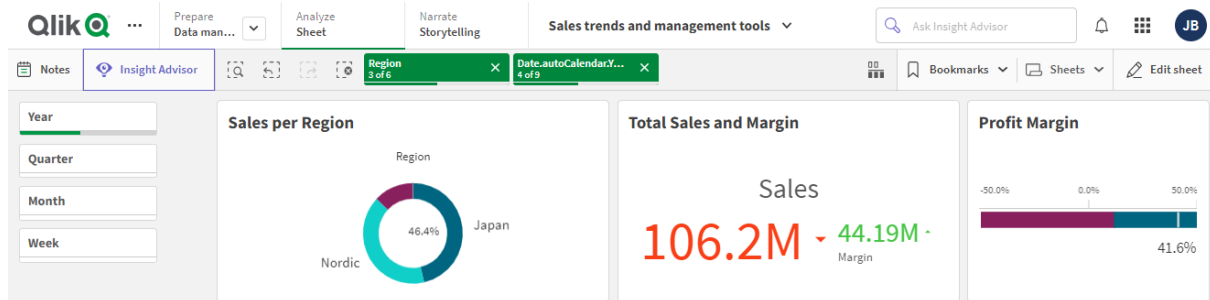 Qlik
Prepare
Data man...
Analyze
Sheet
Narrate
Storytelling
Sales trends and management tools
Ask Insight Advisor
JB
Notes
Insight Advisor
Region
3 of 6
Date.autoCalendar.Y...
4 of 9
Bookmarks
Sheets
Edit sheet
Year
Quarter
Month
Week
Sales per Region
Region
46.4%
Japan
Nordic
Total Sales and Margin
Sales
106.2M
44.19M
Margin
Profit Margin
-50.0% 0.0% 50.0%
41.6%